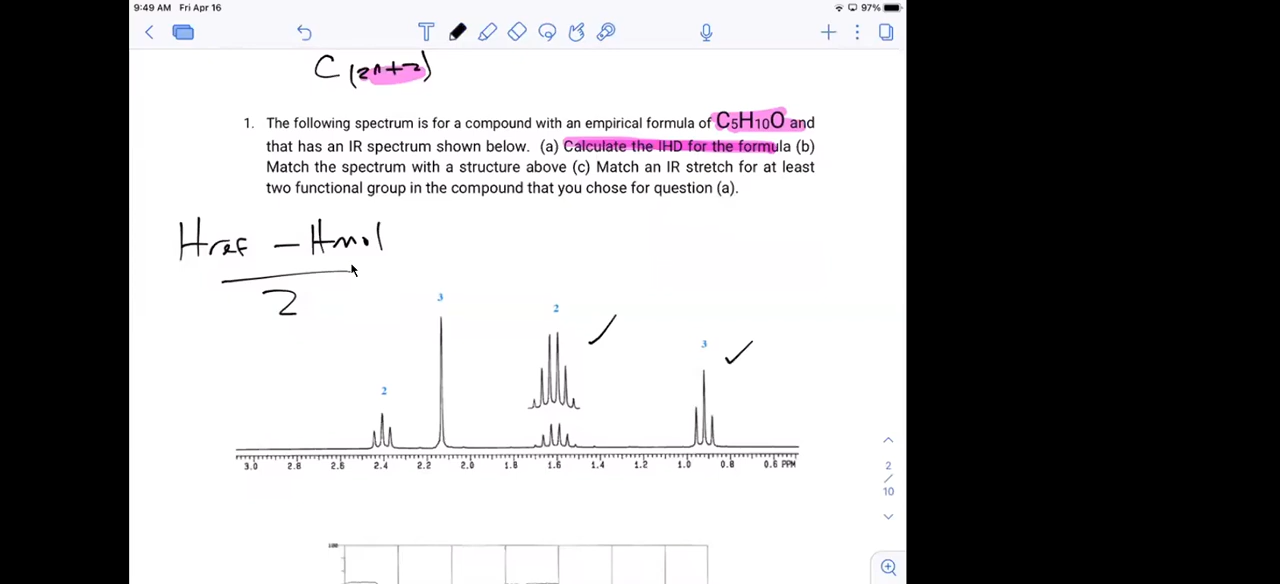 9:49 AM Fri Apr 16
97%
C (2n+2)
1. The following spectrum is for a compound with an empirical formula of C5H10O and
that has an IR spectrum shown below. (a) Calculate the IHD for the formula (b)
Match the spectrum with a structure above (c) Match an IR stretch for at least
two functional group in the compound that you chose for question (a).
Href - Hmol
2
3
2
3
2
3.0 2.8 2.6 2.4 2.2 2.0 1.8 1.6 1.4 1.2 1.0 0.8 0.6 PPM
2
/
10
100